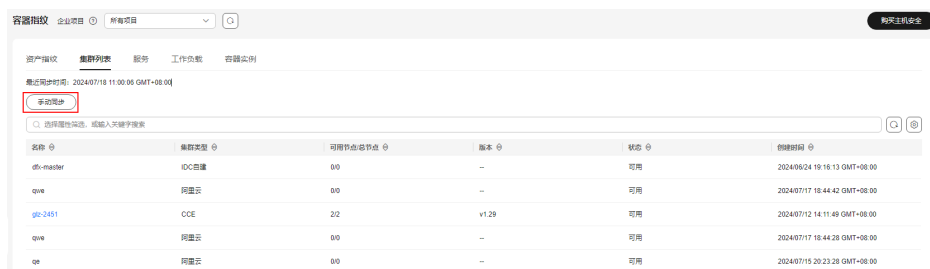 容器指纹 企业项目 ? 所有项目 购买主机安全
资产指纹 集群列表 服务 工作负载 容器实例
最近同步时间：2024/07/18 11:00:06 GMT+08:00
手动同步
选择属性筛选，或输入关键字搜索
名称 集群类型 可用节点/总节点 版本 状态 创建时间
dfx-master IDC自建 0/0 -- 可用 2024/06/24 19:16:13 GMT+08:00
qwe 阿里云 0/0 -- 可用 2024/07/17 18:44:42 GMT+08:00
gtz-2451 CCE 2/2 v1.29 可用 2024/07/12 14:11:49 GMT+08:00
qwe 阿里云 0/0 -- 可用 2024/07/17 18:44:28 GMT+08:00
qe 阿里云 0/0 -- 可用 2024/07/15 20:23:28 GMT+08:00